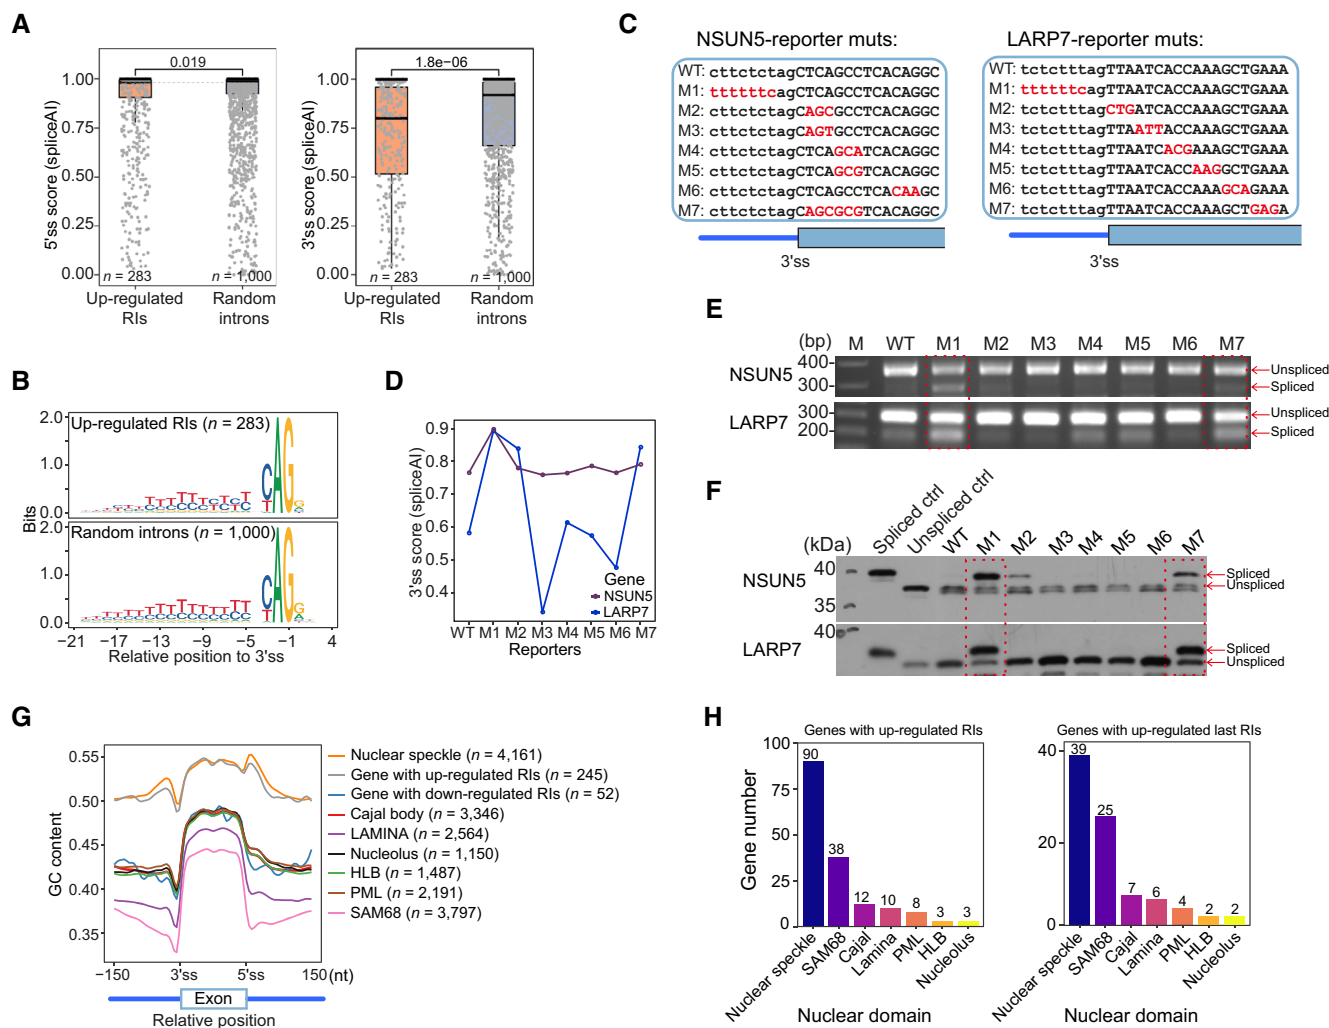 A
5'ss score (spliceAI)
1.00
0.75
0.50
0.25
0.00
0.019
n = 283
n = 1,000
Up-regulated RIs
Random introns
3'ss score (spliceAI)
1.00
0.75
0.50
0.25
0.00
1.8e−06
n = 283
n = 1,000
Up-regulated RIs
Random introns
B
Bits
2.0
1.0
0.0
Up-regulated RIs (n = 283)
2.0
1.0
0.0
Random introns (n = 1,000)
−21 −17 −13 −9 −5 −1 4
Relative position to 3'ss
C
NSUN5-reporter muts:
WT: cttctctagCTCAGCCTCACAGGC
M1: ttttttcagCTCAGCCTCACAGGC
M2: cttctctagCAGCGCCTCACAGGC
M3: cttctctagCAGTGCCTCACAGGC
M4: cttctctagCTCAGCATCACAGGC
M5: cttctctagCTCAGCGTCACAGGC
M6: cttctctagCTCAGCCTCACAAGC
M7: cttctctagCAGCGCGTCACAGGC
3'ss
LARP7-reporter muts:
WT: tctctttagTTAATCACCAAAGCTGAAA
M1: ttttttcagTTAATCACCAAAGCTGAAA
M2: tctctttagCTGATCACCAAAGCTGAAA
M3: tctctttagTTAATTACCAAAGCTGAAA
M4: tctctttagTTAATCACGAAAGCTGAAA
M5: tctctttagTTAATCACCAAGGCTGAAA
M6: tctctttagTTAATCACCAAAGCAGAAA
M7: tctctttagTTAATCACCAAAGCTGAGA
3'ss
D
3'ss score (spliceAI)
0.9
0.8
0.7
0.6
0.5
0.4
Gene
NSUN5
LARP7
WT M1 M2 M3 M4 M5 M6 M7
Reporters
E
(bp) M WT M1 M2 M3 M4 M5 M6 M7
NSUN5
400
300
Unspliced
Spliced
LARP7
300
200
Unspliced
Spliced
F
(kDa) Spliced ctrl Unspliced ctrl WT M1 M2 M3 M4 M5 M6 M7
NSUN5
40
35
Spliced
Unspliced
LARP7
40
Spliced
Unspliced
G
GC content
0.55
0.50
0.45
0.40
0.35
−150 3'ss 5'ss 150 (nt)
Exon
Relative position
Nuclear speckle (n = 4,161)
Gene with up-regulated RIs (n = 245)
Gene with down-regulated RIs (n = 52)
Cajal body (n = 3,346)
LAMINA (n = 2,564)
Nucleolus (n = 1,150)
HLB (n = 1,487)
PML (n = 2,191)
SAM68 (n = 3,797)
H
Genes with up-regulated RIs
Gene number
100
75
50
25
0
90 38 12 10 8 3 3
Nuclear speckle SAM68 Cajal Lamina PML HLB Nucleolus
Nuclear domain
Genes with up-regulated last RIs
40
20
0
39 25 7 6 4 2 2
Nuclear speckle SAM68 Cajal Lamina PML HLB Nucleolus
Nuclear domain